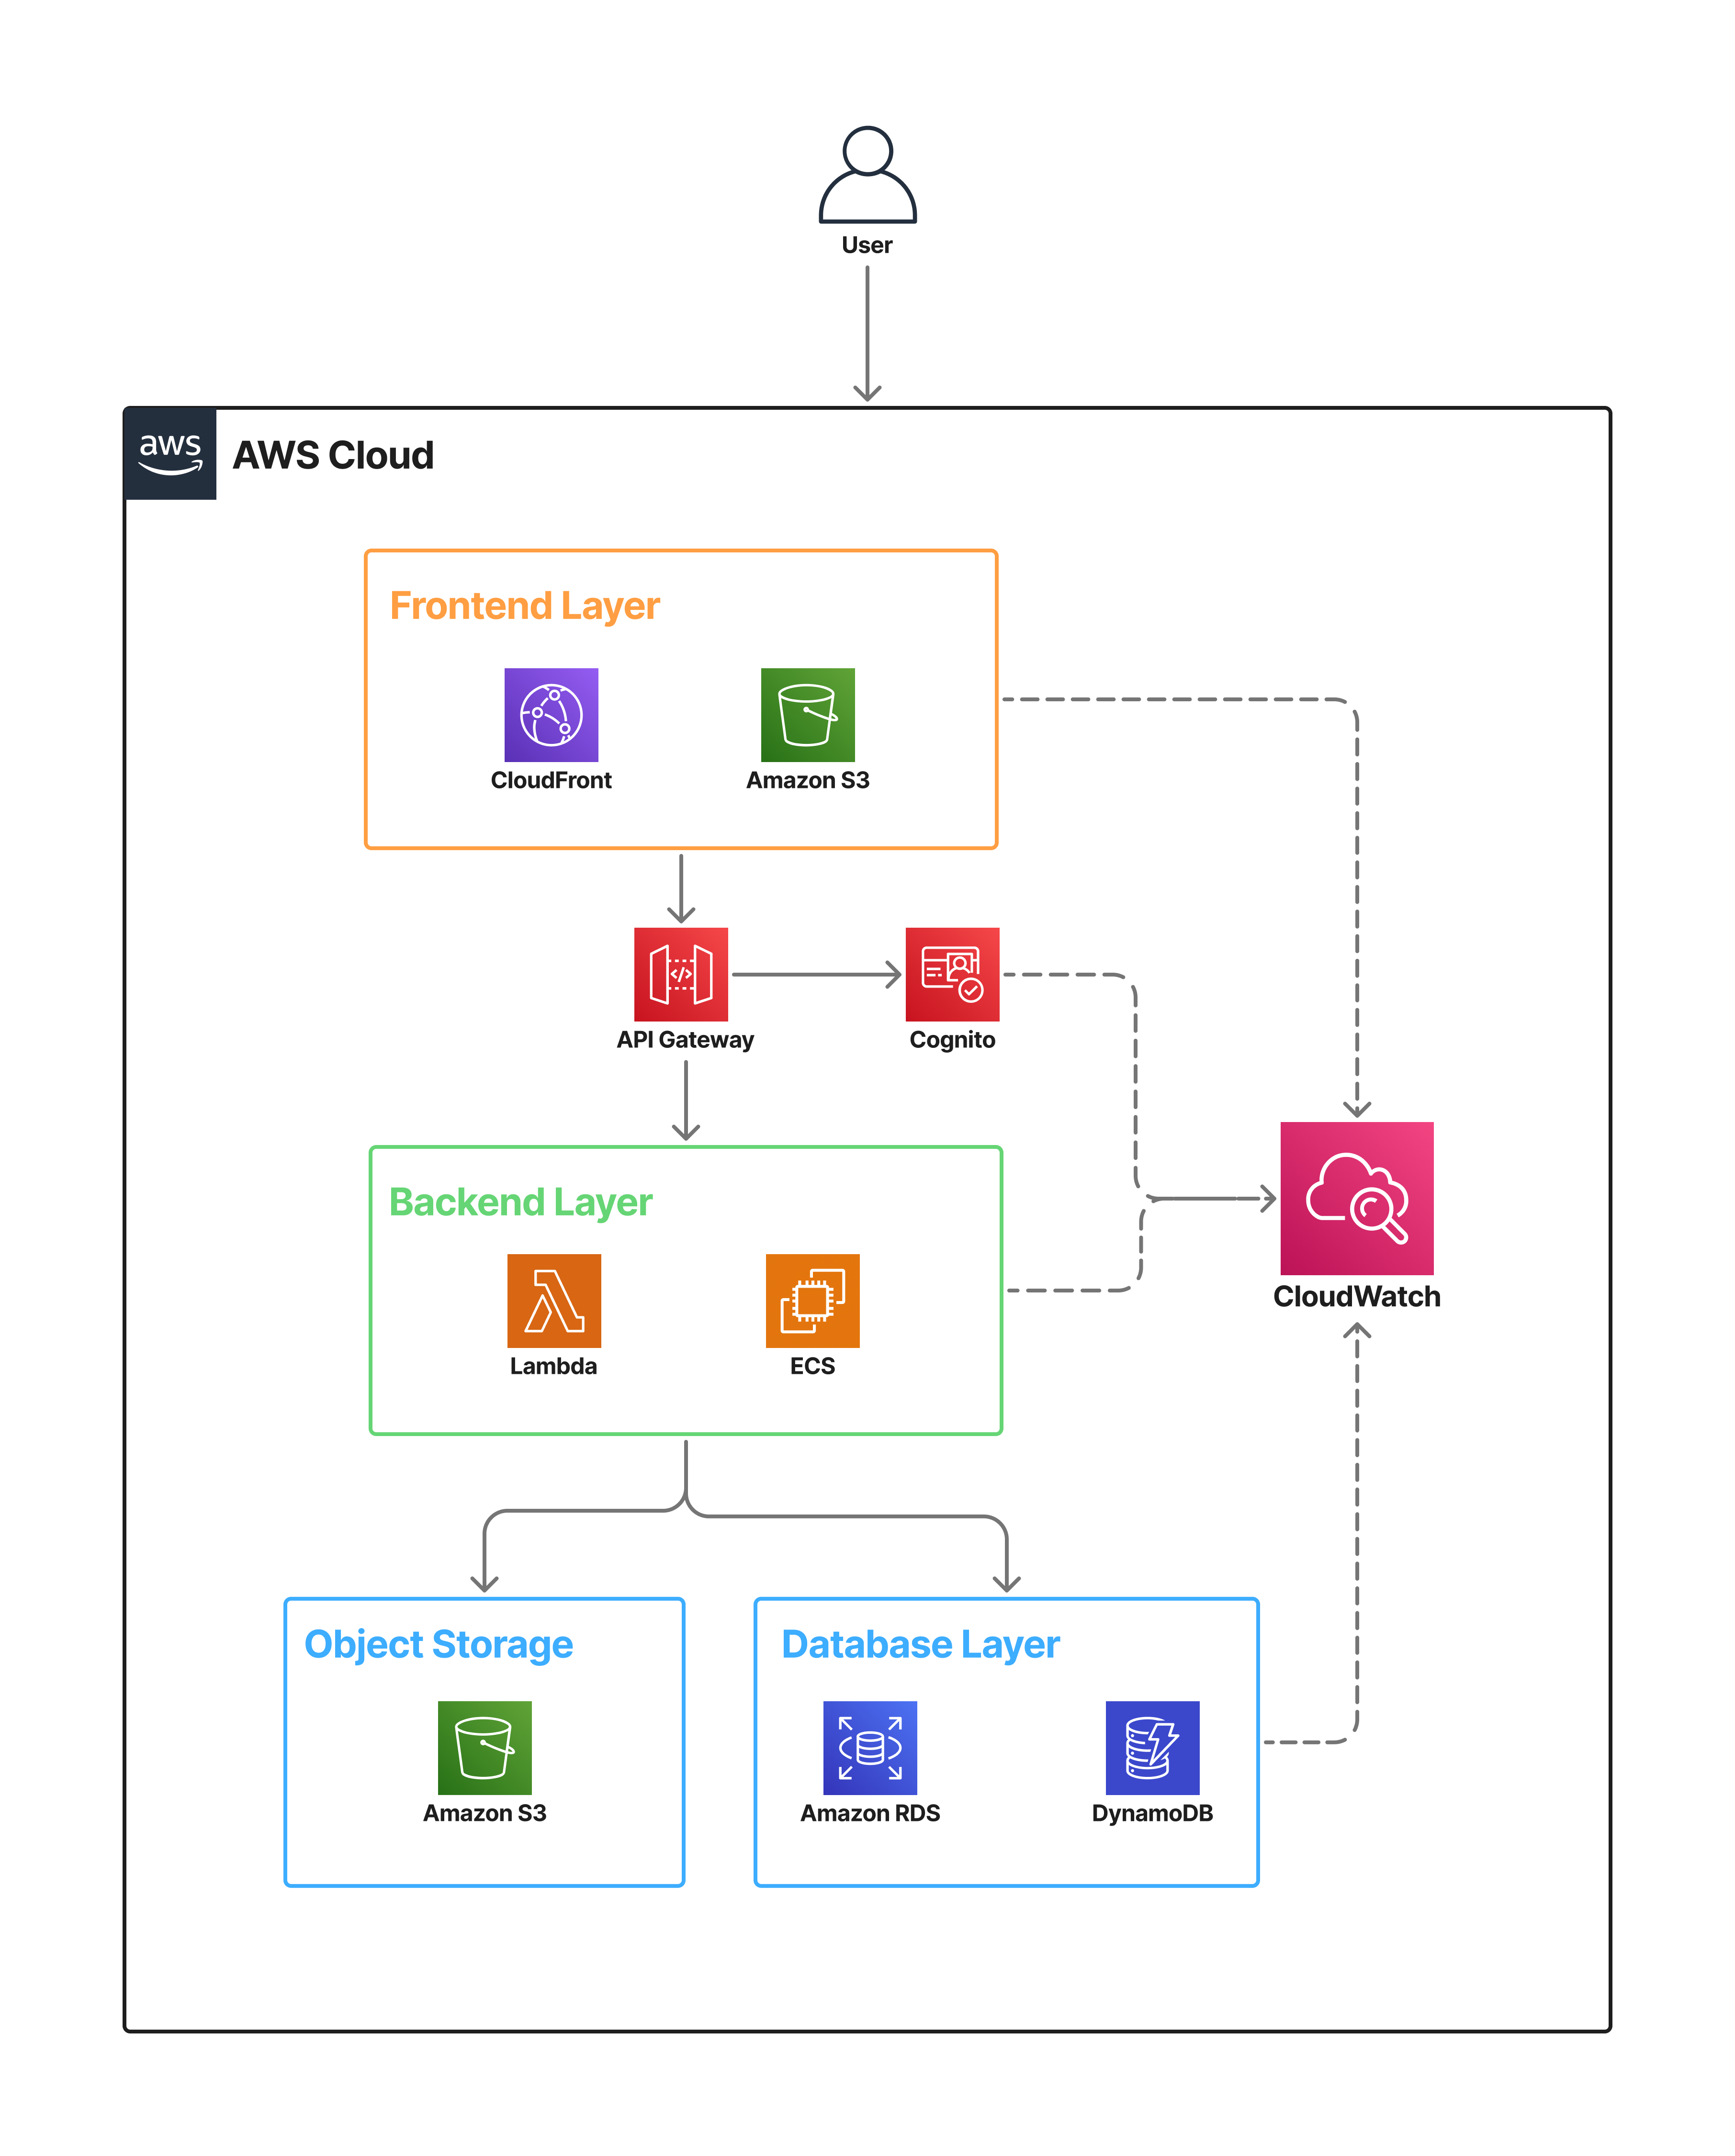 User
aws
AWS Cloud
Frontend Layer
CloudFront
Amazon S3
API Gateway
Cognito
Backend Layer
Lambda
ECS
CloudWatch
Object Storage
Amazon S3
Database Layer
Amazon RDS
DynamoDB